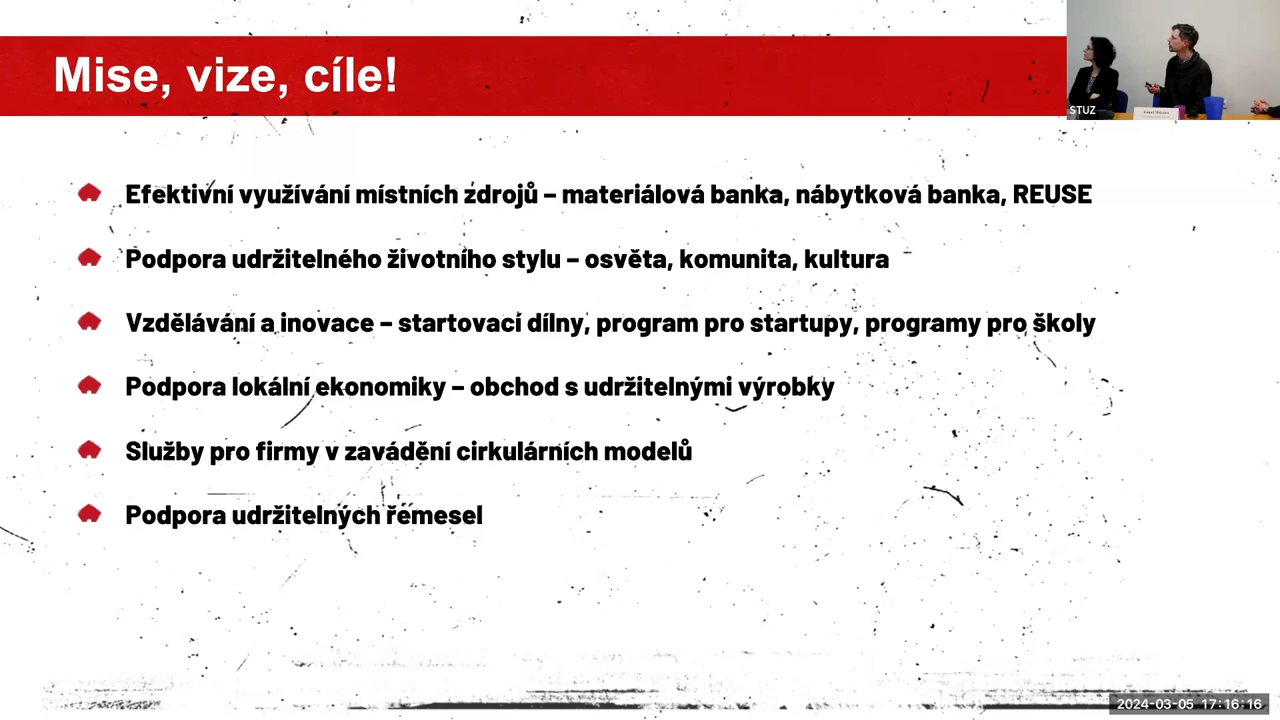 Mise, vize, cíle!
STUZ
Efektivní využívání místních zdrojů – materiálová banka, nábytková banka, REUSE
Podpora udržitelného životního stylu – osvěta, komunita, kultura
Vzdělávání a inovace – startovací dílny, program pro startupy, programy pro školy
Podpora lokální ekonomiky – obchod s udržitelnými výrobky
Služby pro firmy v zavádění cirkulárních modelů
Podpora udržitelných řemesel
2024-03-05 17:16:16